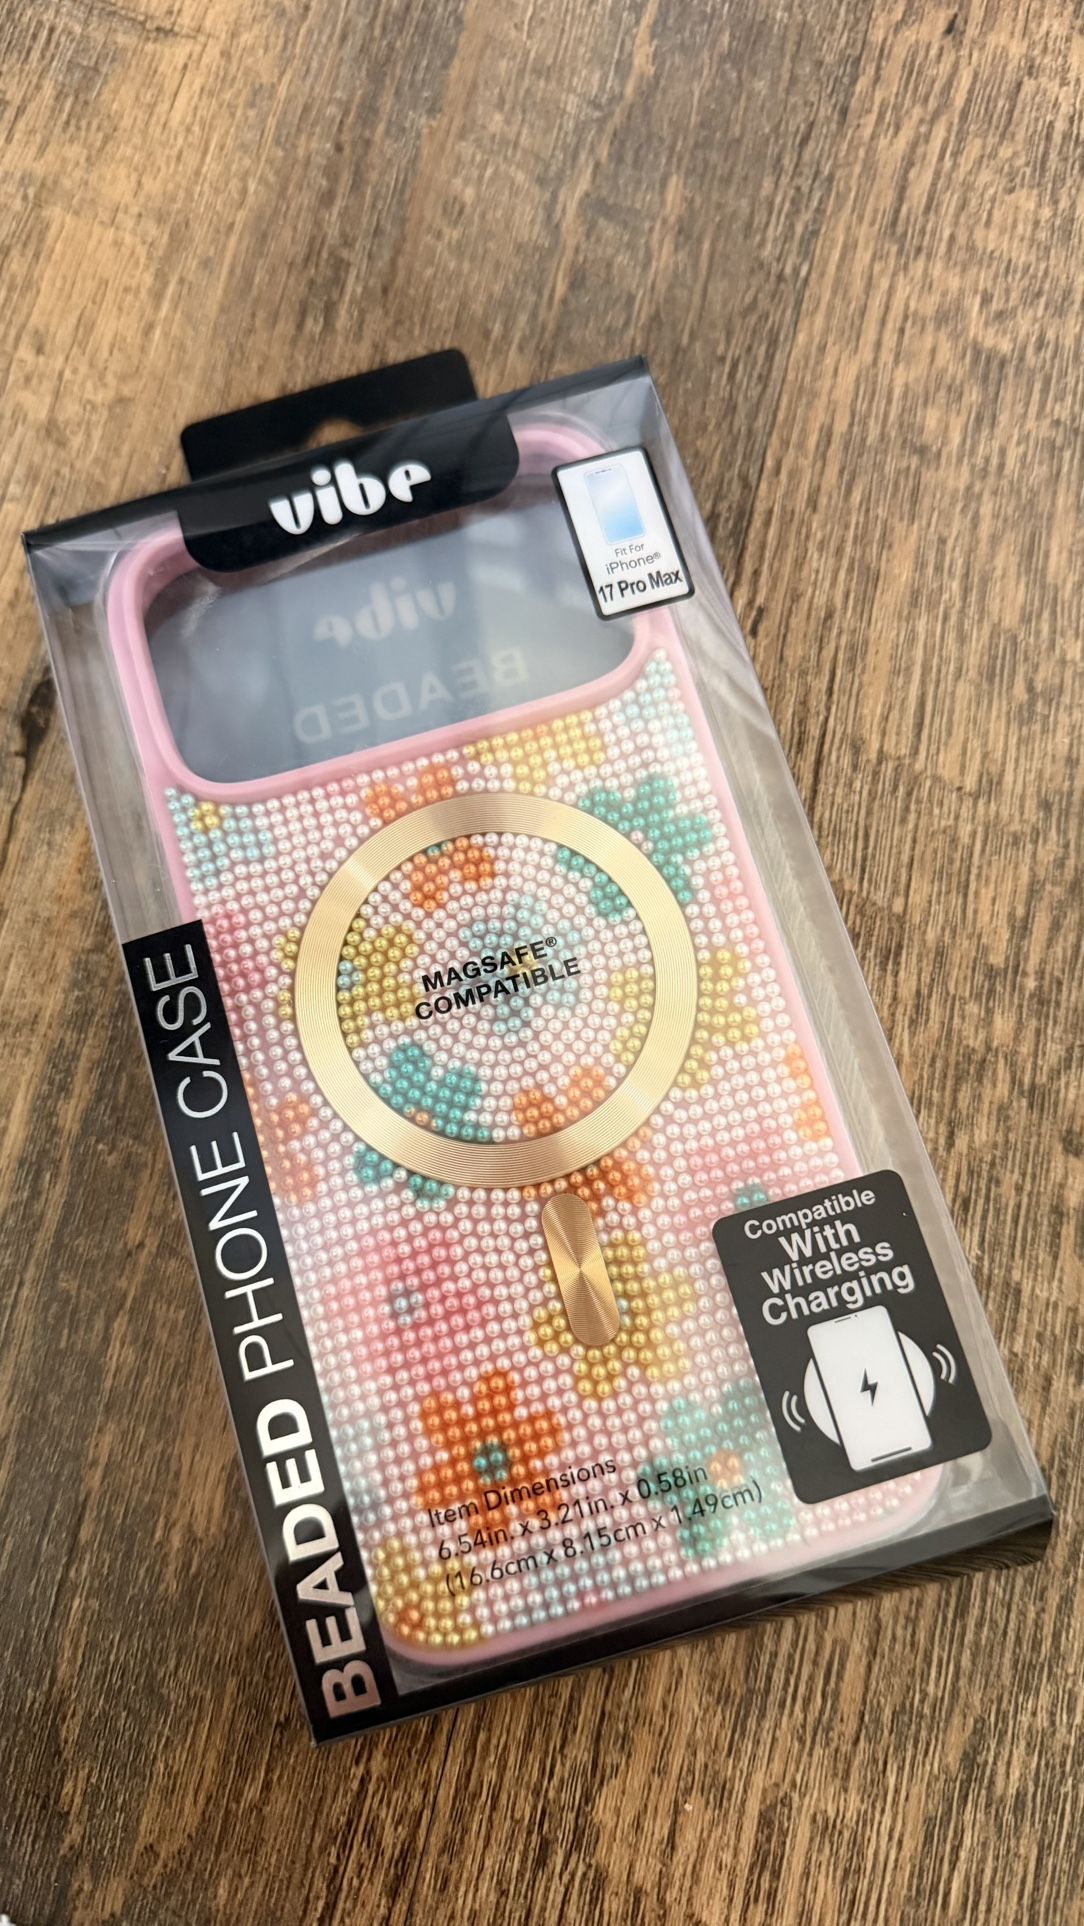 vibe
Fit For
iPhone®
17 Pro Max
vibe
BEADED
MAGSAFE®
COMPATIBLE
BEADED PHONE CASE
Compatible
With
Wireless
Charging
Item Dimensions
6.54in. x 3.21in. x 0.58in
(16.6cm x 8.15cm x 1.49cm)